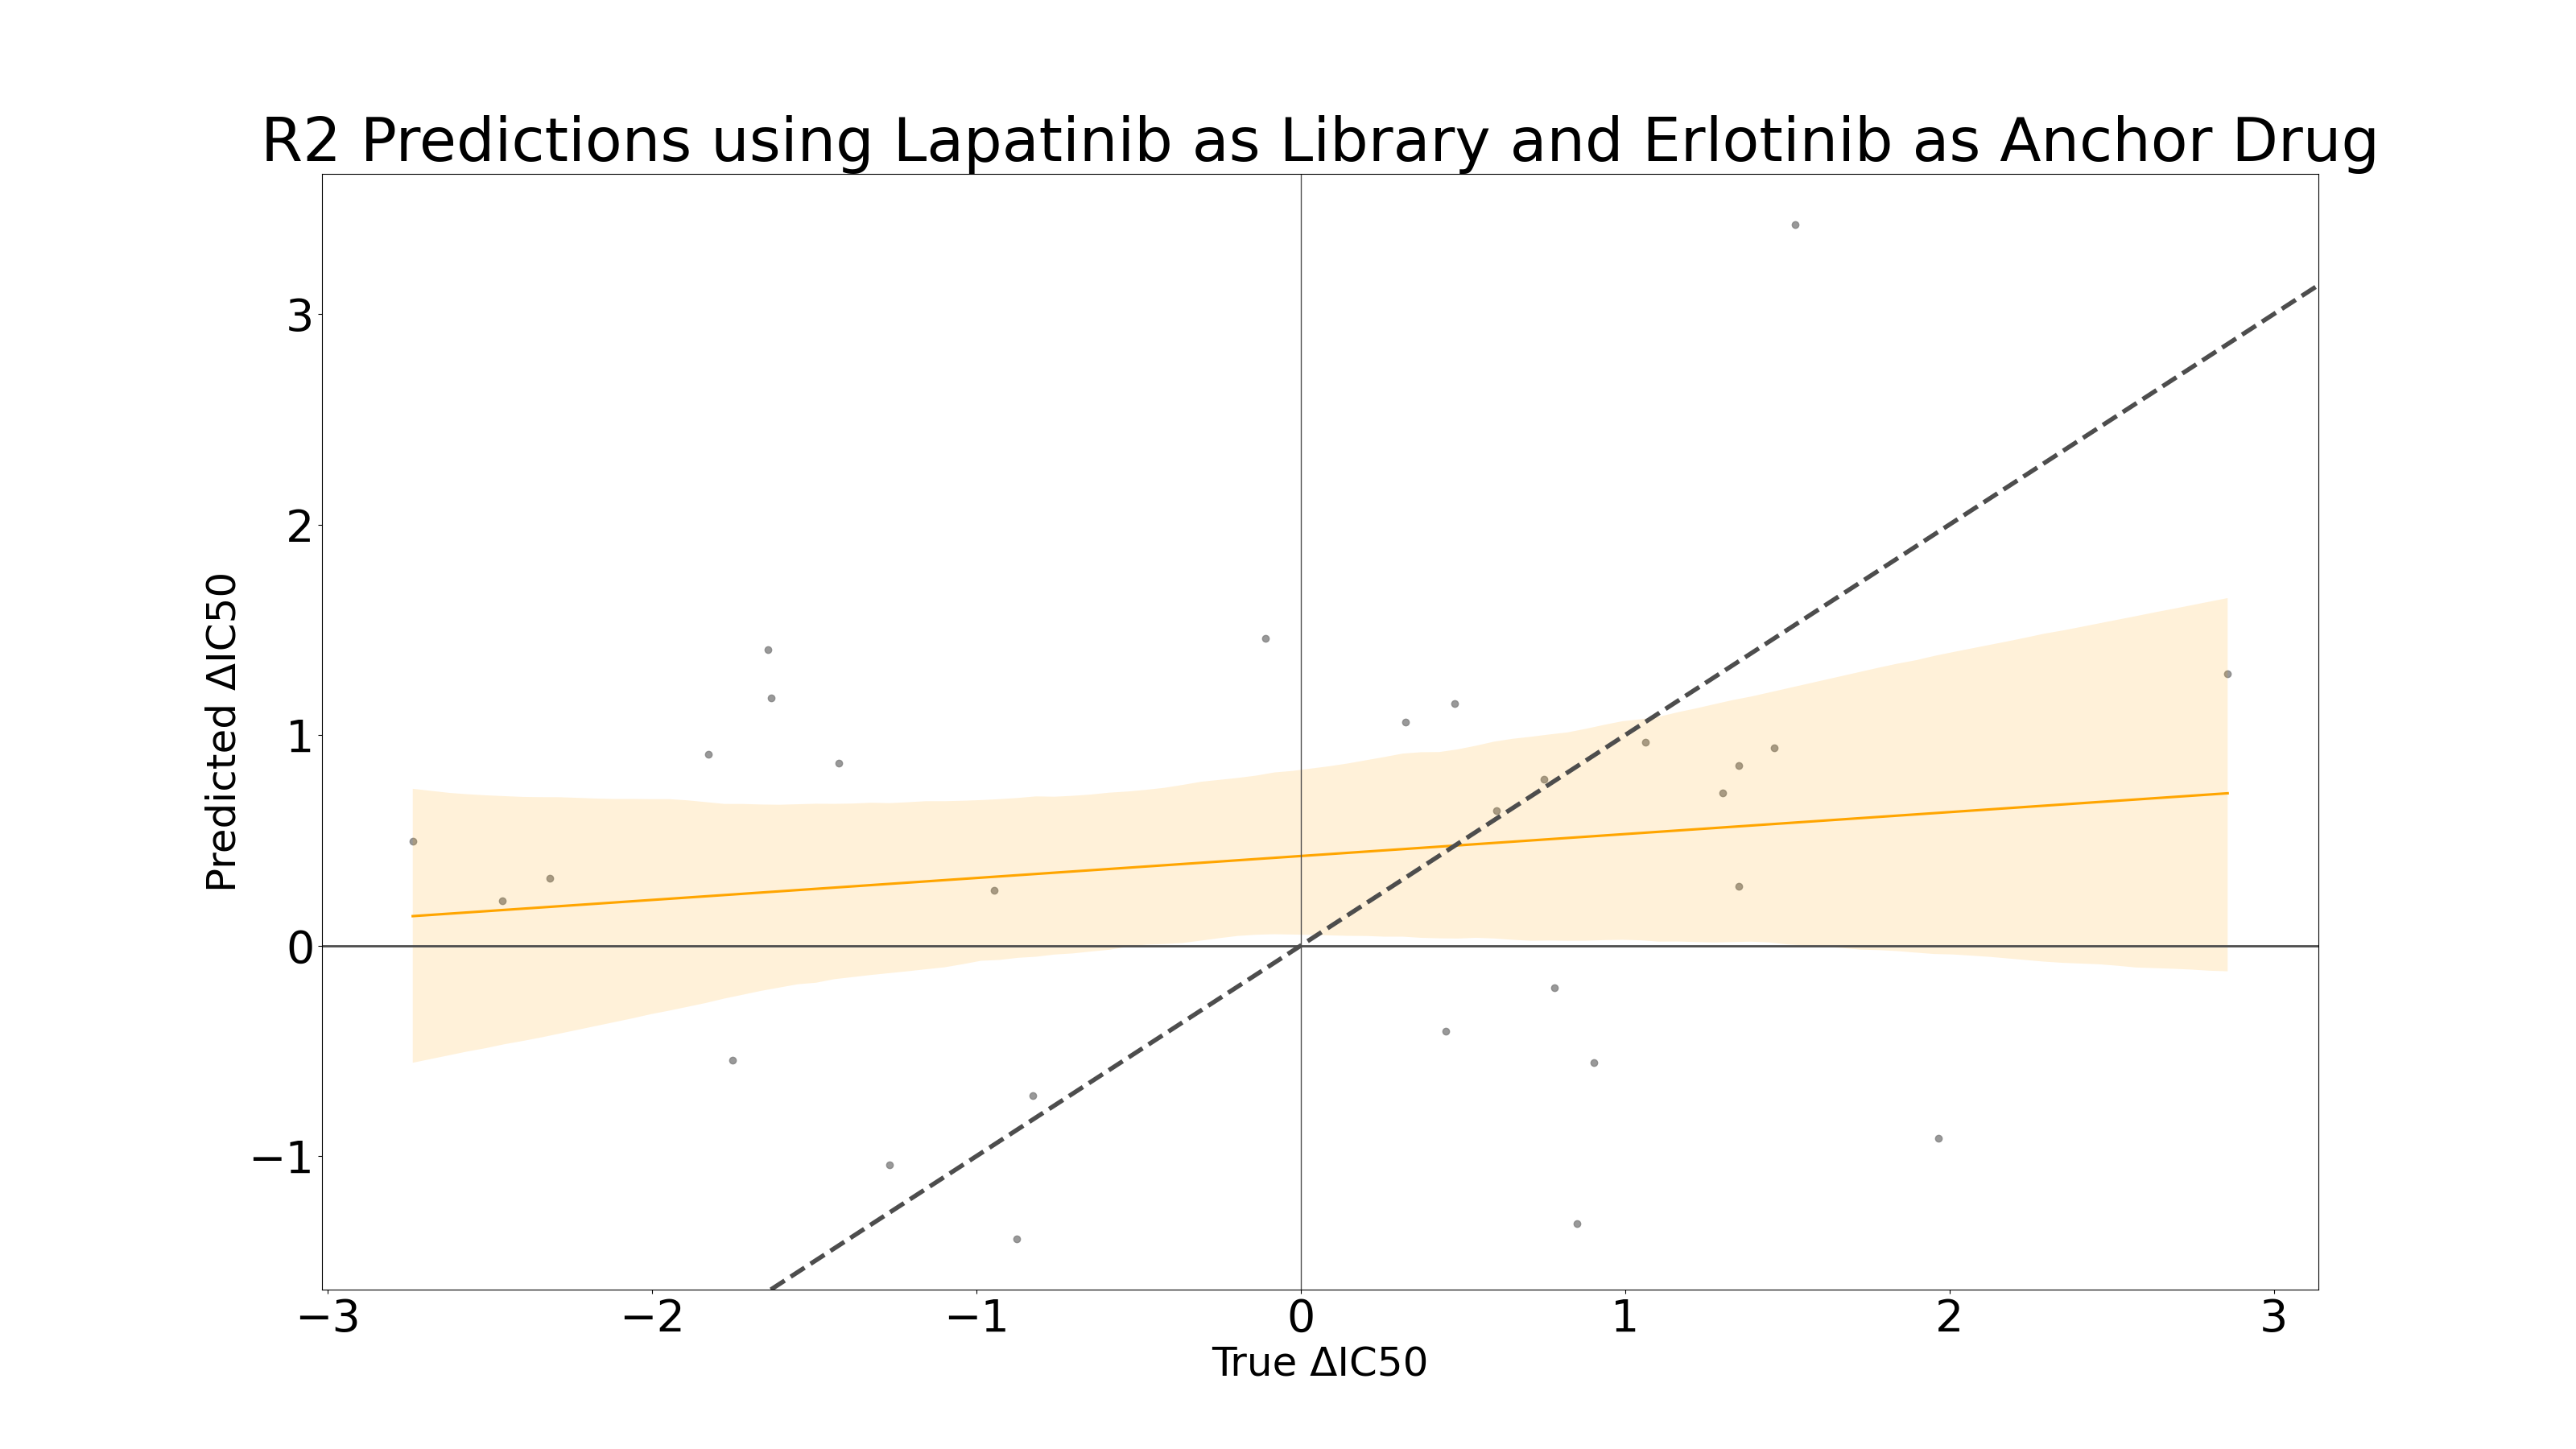 R2 Predictions using Lapatinib as Library and Erlotinib as Anchor Drug
Predicted ΔIC50
3
2
1
0
−1
−3 −2 −1 0 1 2 3
True ΔIC50